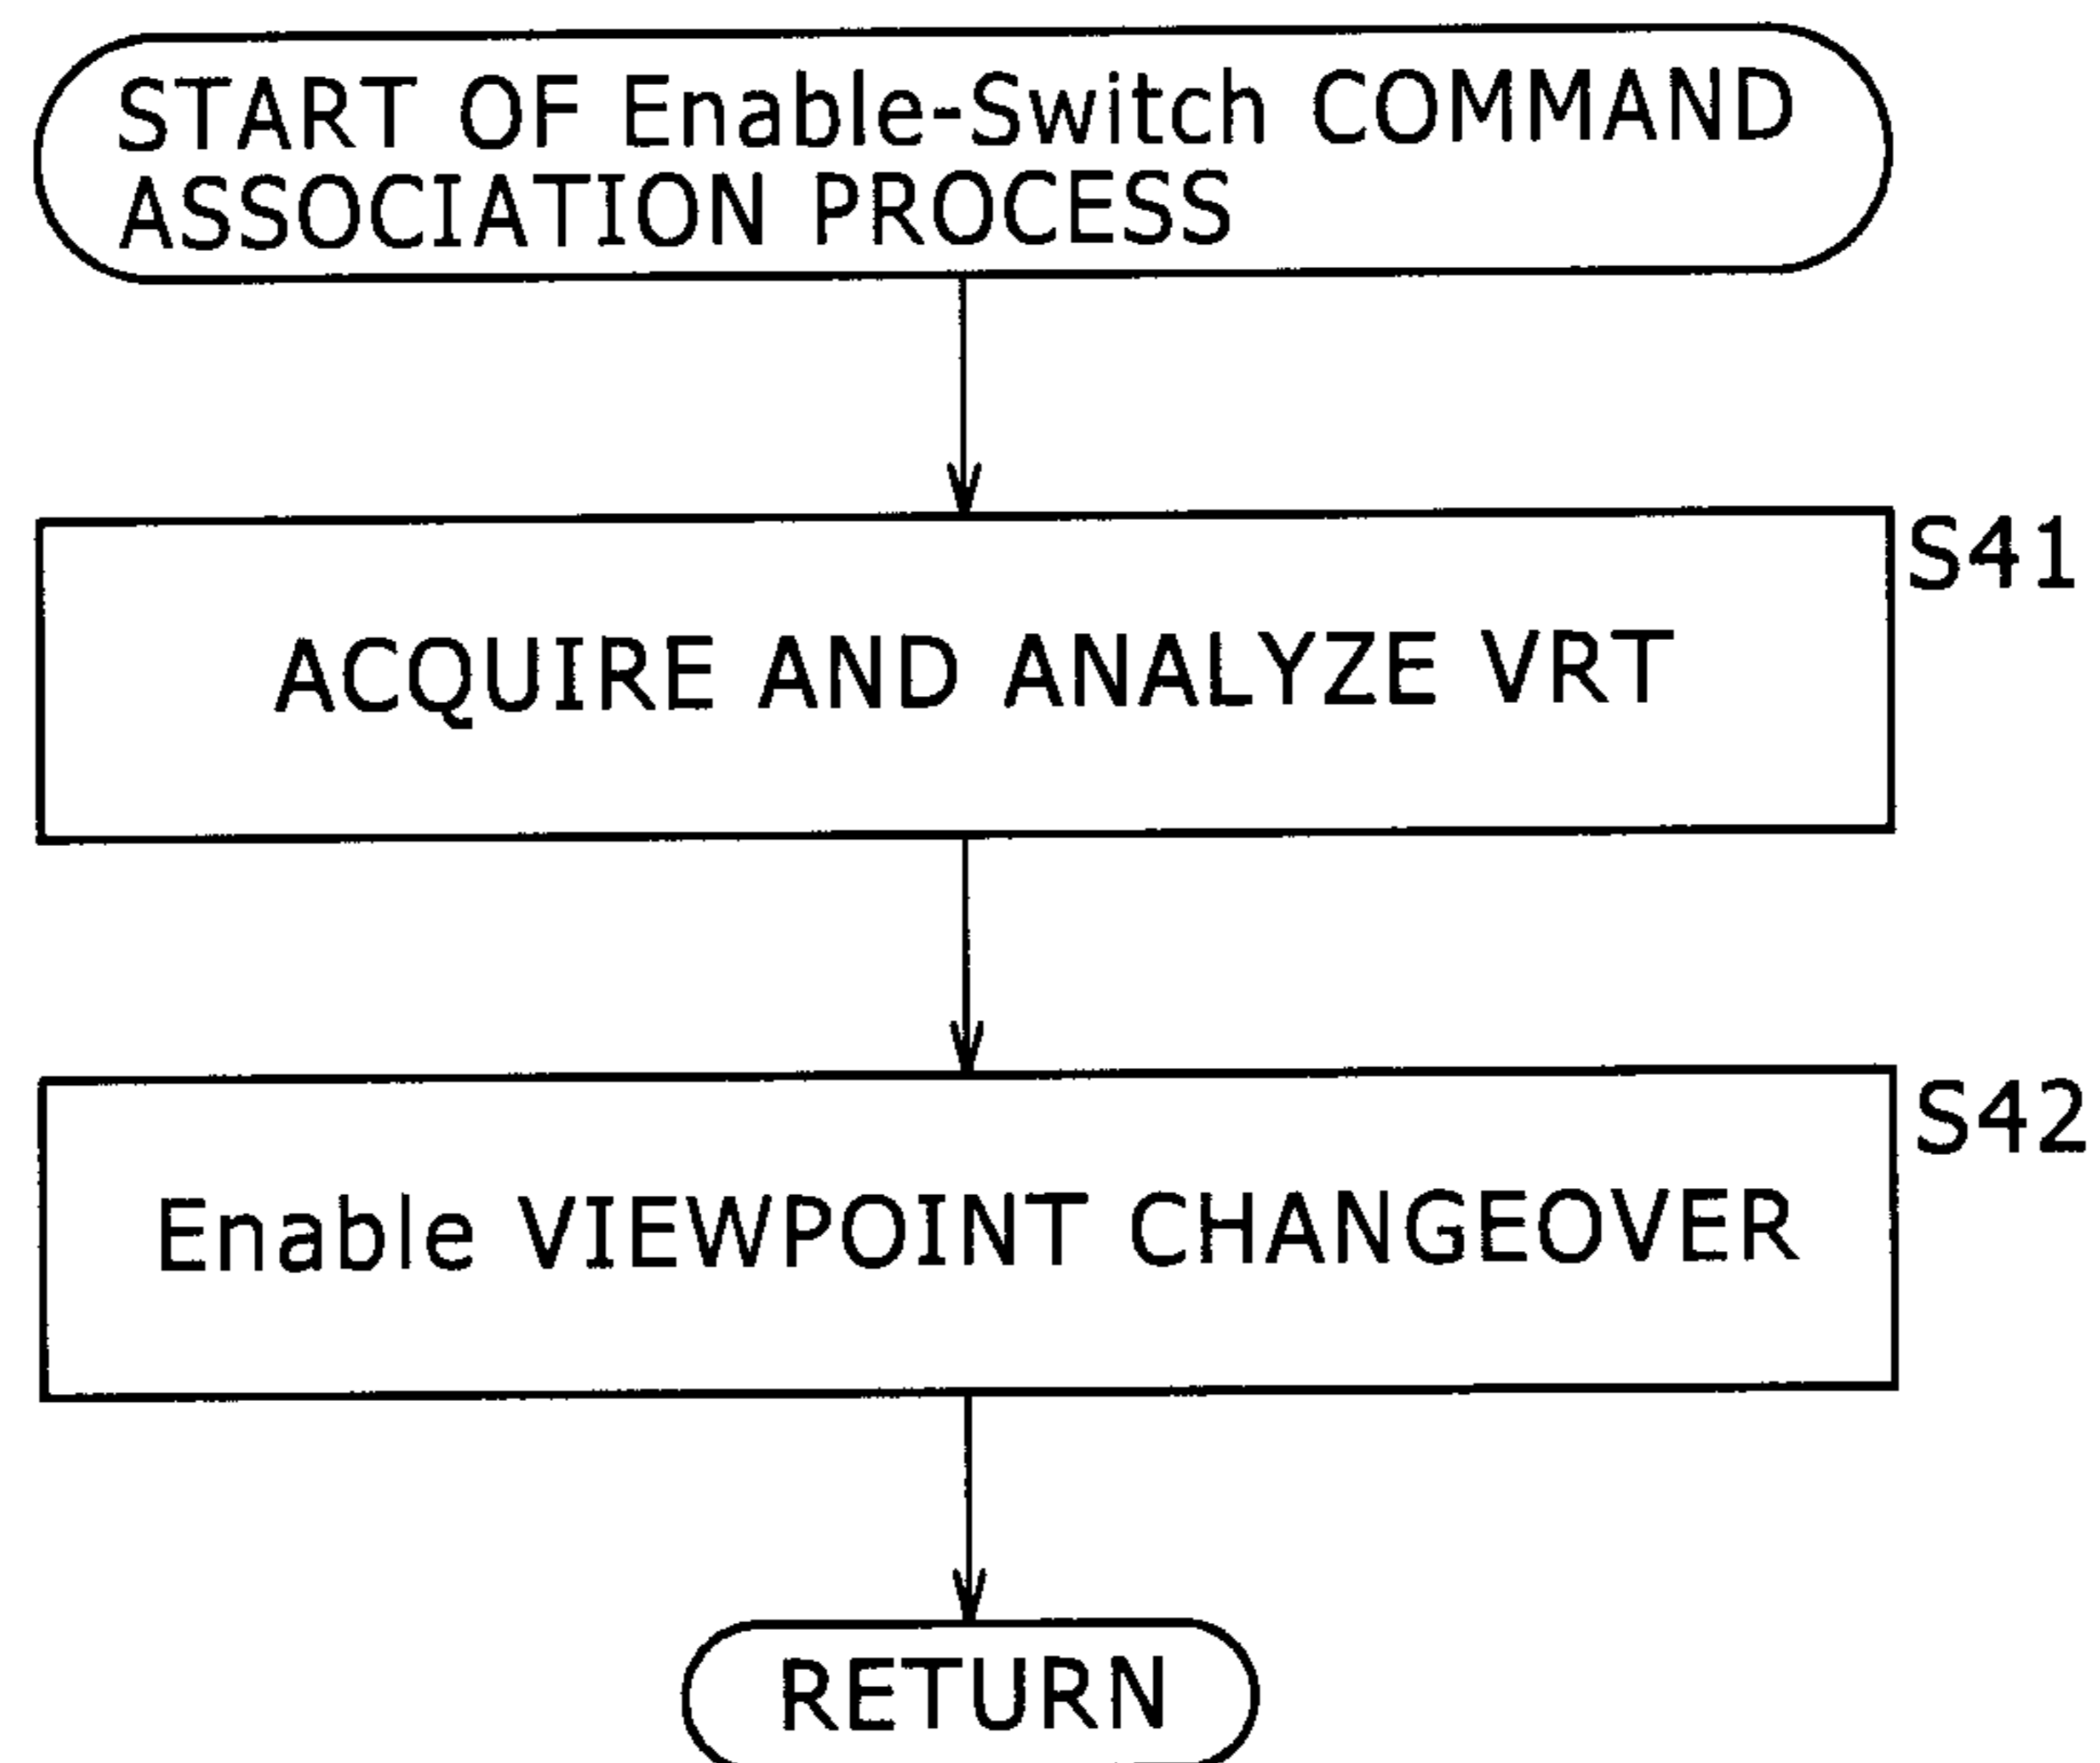 START OF Enable-Switch COMMAND
ASSOCIATION PROCESS
S41
ACQUIRE AND ANALYZE VRT
S42
Enable VIEWPOINT CHANGEOVER
RETURN